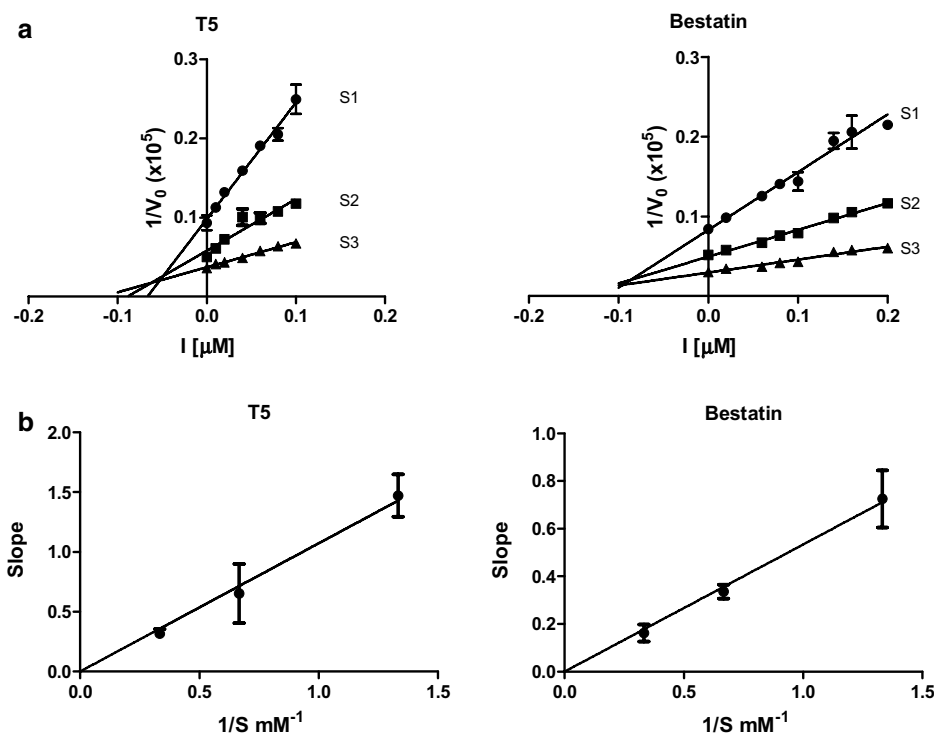 a
T5
Bestatin
0.3
0.2
0.1
1/V0 (x10^5)
S1
S2
S3
-0.2
-0.1
0.0
0.1
0.2
I [μM]
0.3
0.2
0.1
1/V0 (x10^5)
S1
S2
S3
-0.2
-0.1
0.0
0.1
0.2
I [μM]
b
T5
Bestatin
2.0
1.5
1.0
0.5
0.0
Slope
0.0
0.5
1.0
1.5
1/S mM^-1
1.0
0.8
0.6
0.4
0.2
0.0
Slope
0.0
0.5
1.0
1.5
1/S mM^-1